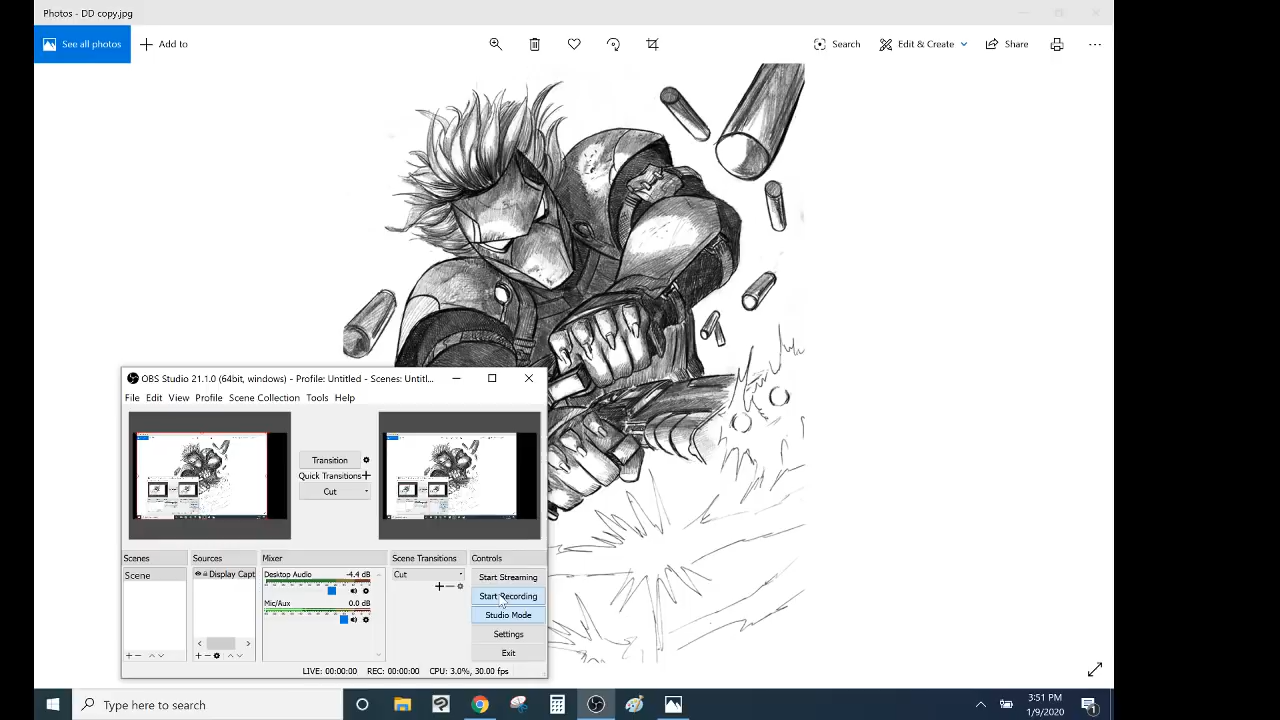 Photos - DD copy.jpg
See all photos
Add to
Search
Edit & Create
Share
OBS Studio 21.1.0 (64bit, windows) - Profile: Untitled - Scenes: Untitl...
File Edit View Profile Scene Collection Tools Help
Transition
Quick Transitions
Cut
Scenes
Scene
Sources
Display Capt
Mixer
Desktop Audio -4.4 dB
Mic/Aux 0.0 dB
Scene Transitions
Cut
Controls
Start Streaming
Start Recording
Studio Mode
Settings
Exit
LIVE: 00:00:00 REC: 00:00:00 CPU: 3.0%, 30.00 fps
Type here to search
3:51 PM
1/9/2020
1